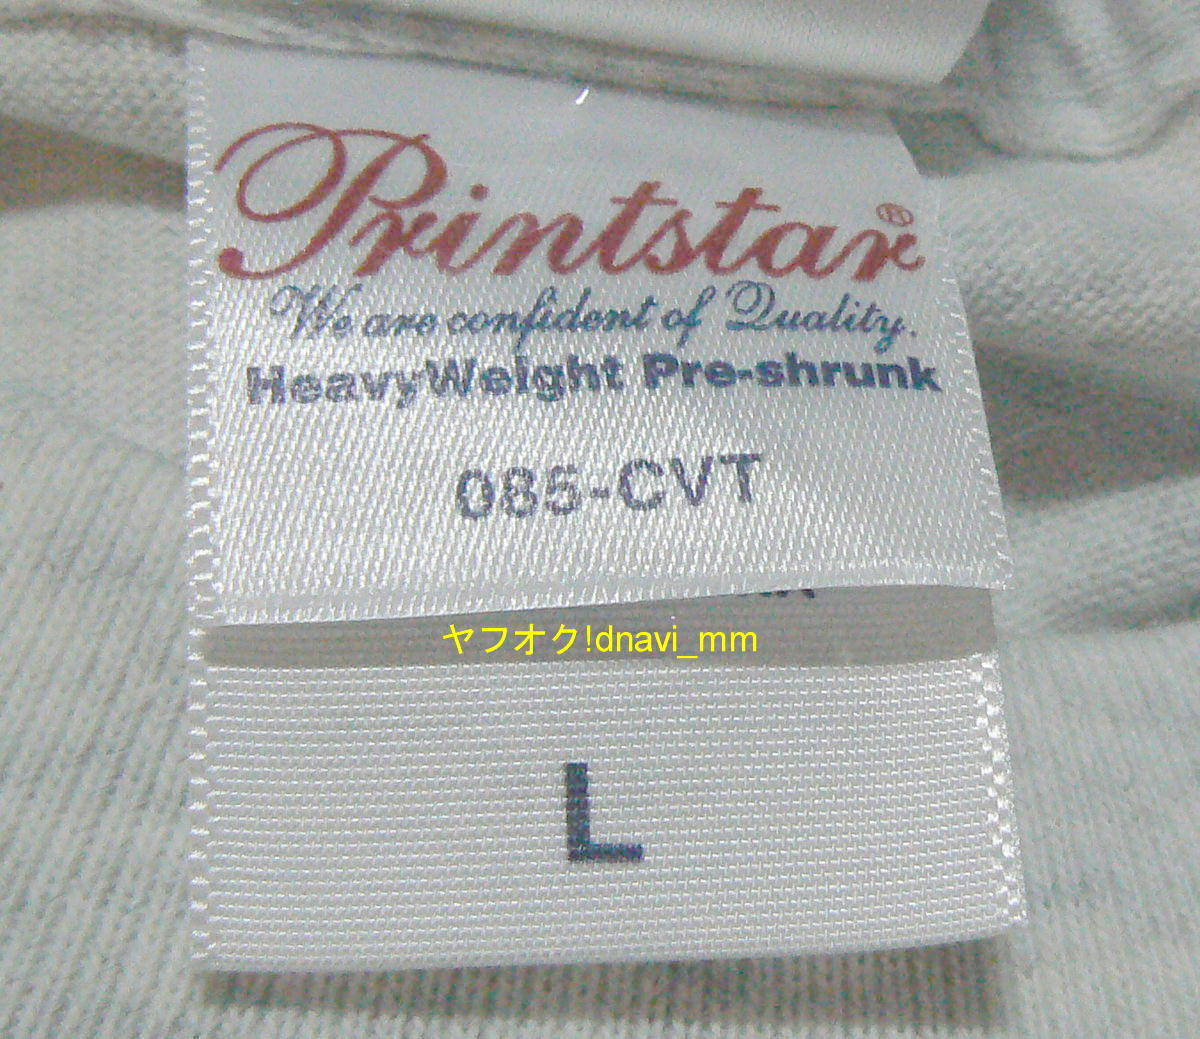 Printstar®
We are confident of Quality.
HeavyWeight Pre-shrunk
085-CVT
ヤフオク!dnavi_mm
L